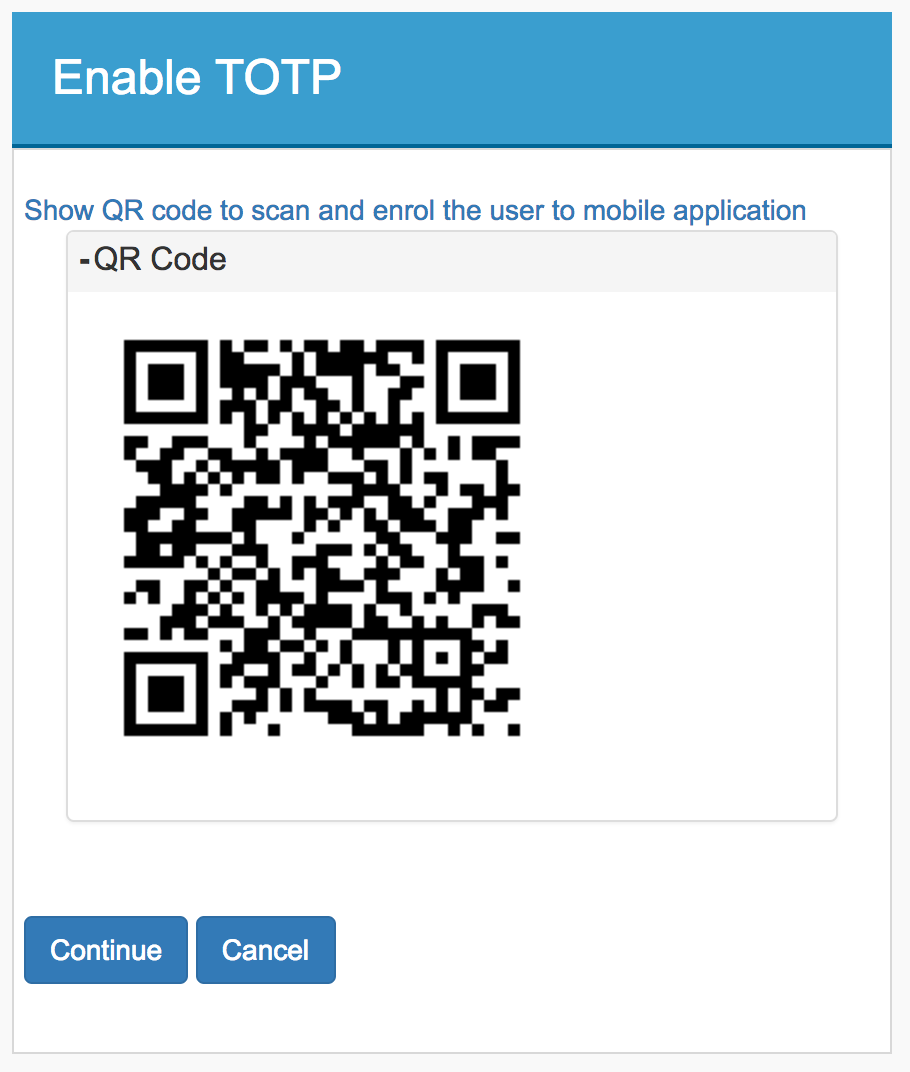 Enable TOTP
Show QR code to scan and enrol the user to mobile application
-QR Code
Continue
Cancel